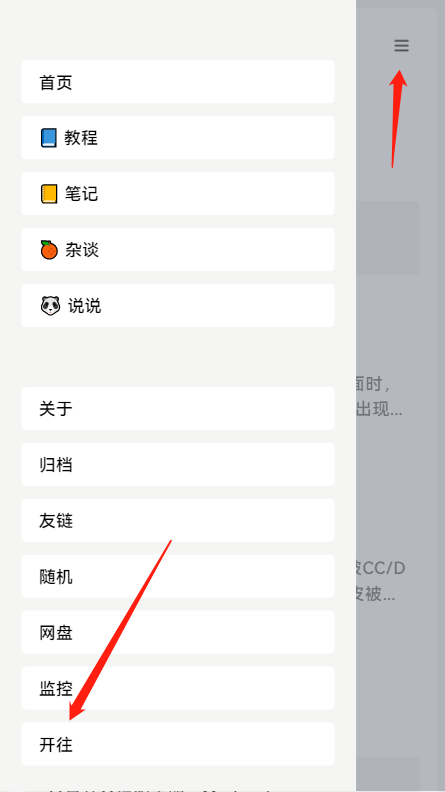 首页
教程
笔记
杂谈
说说
面时，
出现...
关于
归档
友链
被CC/D
随机
皮被...
网盘
监控
开往